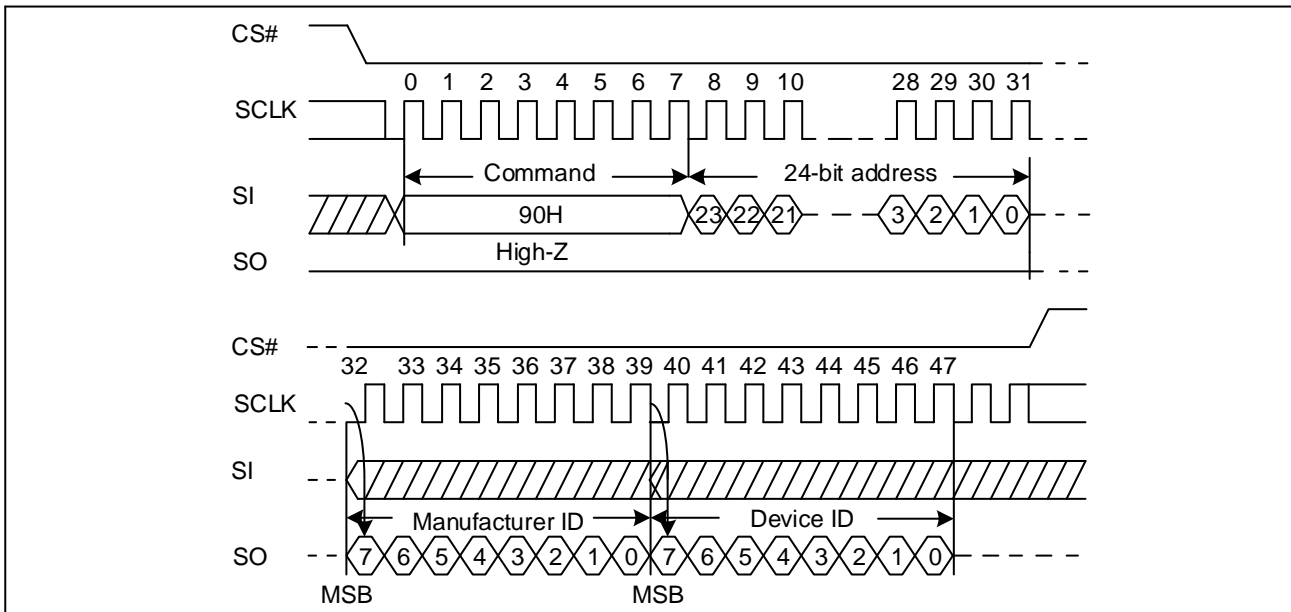 CS#
0 1 2 3 4 5 6 7 8 9 10 28 29 30 31
SCLK
Command 24-bit address
SI
90H 23 22 21 3 2 1 0
High-Z
SO
CS#
32 33 34 35 36 37 38 39 40 41 42 43 44 45 46 47
SCLK
SI
Manufacturer ID Device ID
SO 7 6 5 4 3 2 1 0 7 6 5 4 3 2 1 0
MSB MSB